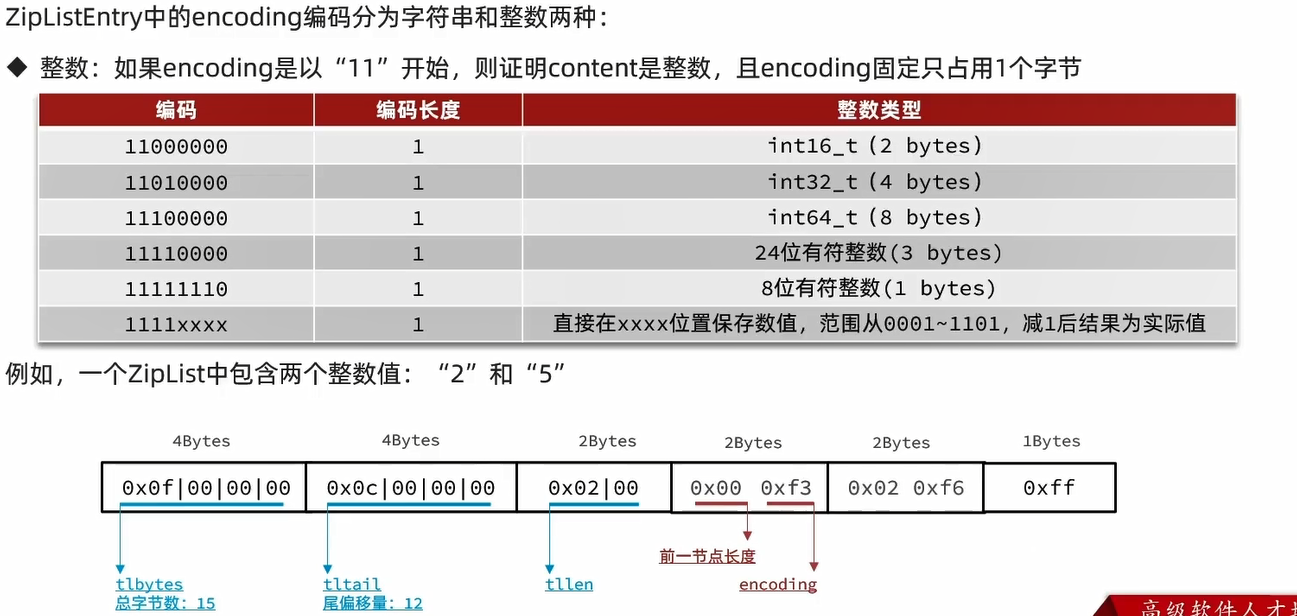 ZipListEntry中的encoding编码分为字符串和整数两种：
◆ 整数：如果encoding是以“11”开始，则证明content是整数，且encoding固定只占用1个字节
编码 编码长度 整数类型
11000000 1 int16_t（2 bytes）
11010000 1 int32_t（4 bytes）
11100000 1 int64_t（8 bytes）
11110000 1 24位有符整数(3 bytes)
11111110 1 8位有符整数(1 bytes)
1111xxxx 1 直接在xxxx位置保存数值，范围从0001~1101，减1后结果为实际值
例如，一个ZipList中包含两个整数值：“2”和“5”
4Bytes 4Bytes 2Bytes 2Bytes 2Bytes 1Bytes
0x0f|00|00|00 0x0c|00|00|00 0x02|00 0x00 0xf3 0x02 0xf6 0xff
前一节点长度
tlbytes tltail tllen encoding
总字节数：15 尾偏移量：12
高级软件人才